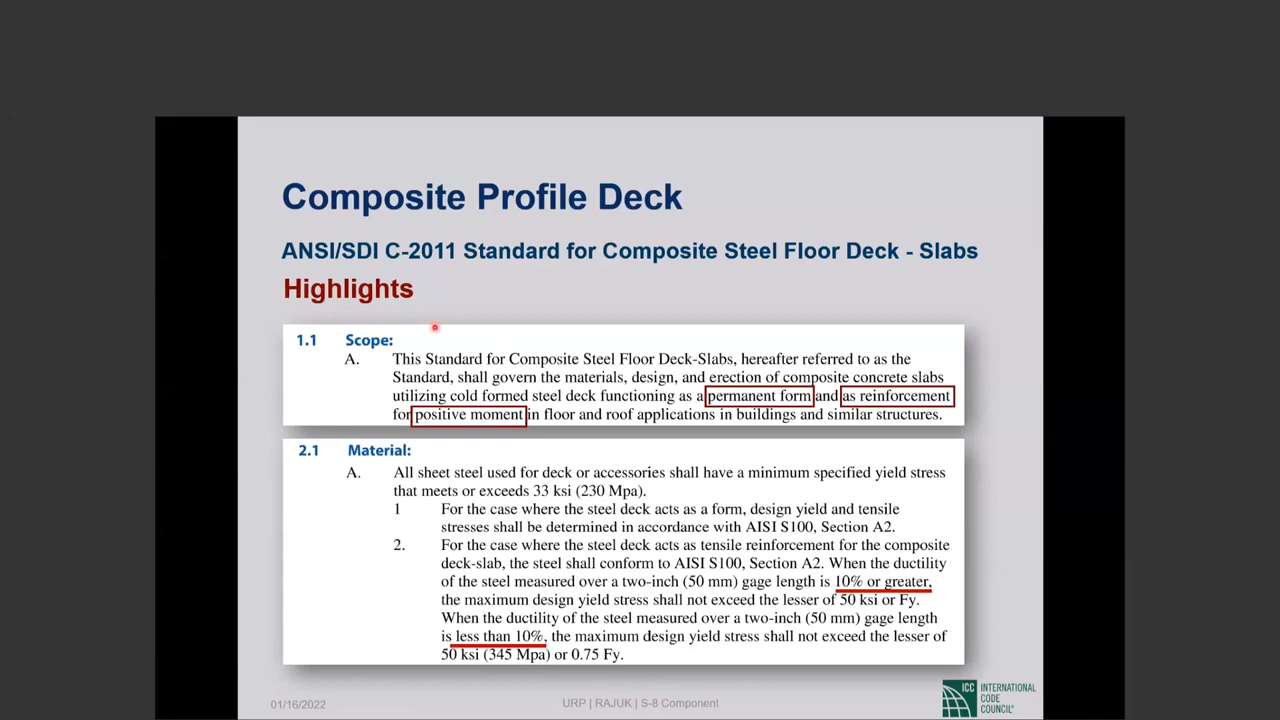 Composite Profile Deck
ANSI/SDI C-2011 Standard for Composite Steel Floor Deck - Slabs
Highlights
1.1 Scope:
A. This Standard for Composite Steel Floor Deck-Slabs, hereafter referred to as the
Standard, shall govern the materials, design, and erection of composite concrete slabs
utilizing cold formed steel deck functioning as a permanent form and as reinforcement
for positive moment in floor and roof applications in buildings and similar structures.
2.1 Material:
A. All sheet steel used for deck or accessories shall have a minimum specified yield stress
that meets or exceeds 33 ksi (230 Mpa).
1 For the case where the steel deck acts as a form, design yield and tensile
stresses shall be determined in accordance with AISI S100, Section A2.
2. For the case where the steel deck acts as tensile reinforcement for the composite
deck-slab, the steel shall conform to AISI S100, Section A2. When the ductility
of the steel measured over a two-inch (50 mm) gage length is 10% or greater,
the maximum design yield stress shall not exceed the lesser of 50 ksi or Fy.
When the ductility of the steel measured over a two-inch (50 mm) gage length
is less than 10%, the maximum design yield stress shall not exceed the lesser of
50 ksi (345 Mpa) or 0.75 Fy.
01/16/2022
URP | RAJUK | S-8 Component
ICC INTERNATIONAL
CODE
COUNCIL®